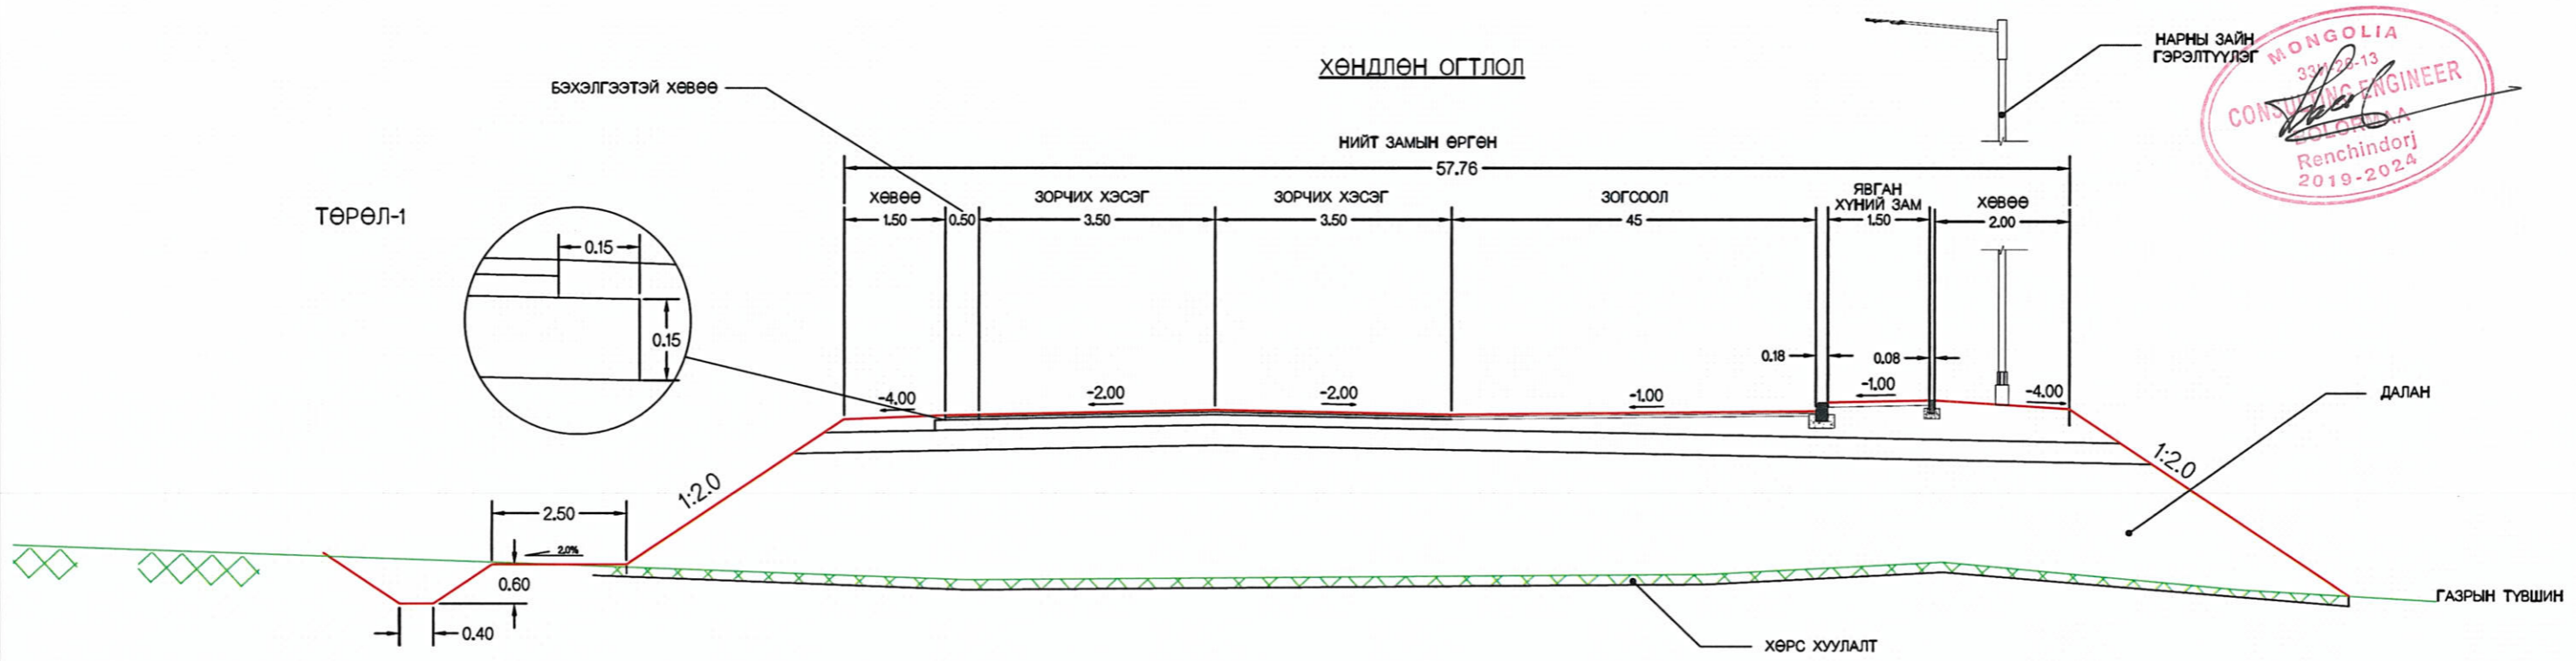 ХӨНДЛӨН ОГТЛОЛ
НАРНЫ ЗАЙН
ГЭРЭЛТҮҮЛЭГ
MONGOLIA
CONSULTING ENGINEER
Renchindorj
2019-2024
БЭХЭЛГЭЭТЭЙ ХӨВӨӨ
НИЙТ ЗАМЫН ӨРГӨН
57.76
ТӨРӨЛ-1
ХӨВӨӨ
1.50
0.50
ЗОРЧИХ ХЭСЭГ
3.50
ЗОРЧИХ ХЭСЭГ
3.50
ЗОГСООЛ
45
ЯВГАН
ХҮНИЙ ЗАМ
1.50
ХӨВӨӨ
2.00
0.15
0.15
0.18
0.08
-4.00
-2.00
-2.00
-1.00
-1.00
-4.00
ДАЛАН
1:2.0
1:2.0
2.50
2.0%
0.60
0.40
ГАЗРЫН ТҮВШИН
ХӨРС ХУУЛАЛТ